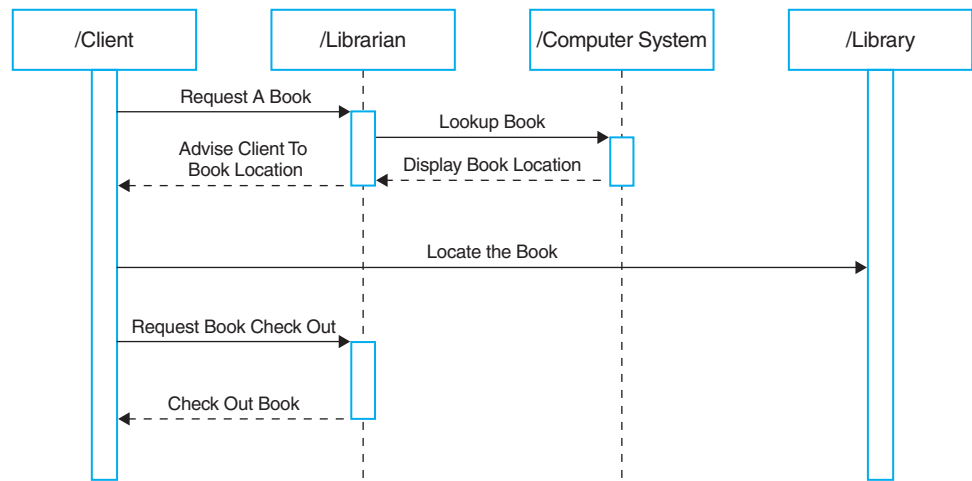 /Client
/Librarian
/Computer System
/Library
Request A Book
Lookup Book
Advise Client To
Book Location
Display Book Location
Locate the Book
Request Book Check Out
Check Out Book